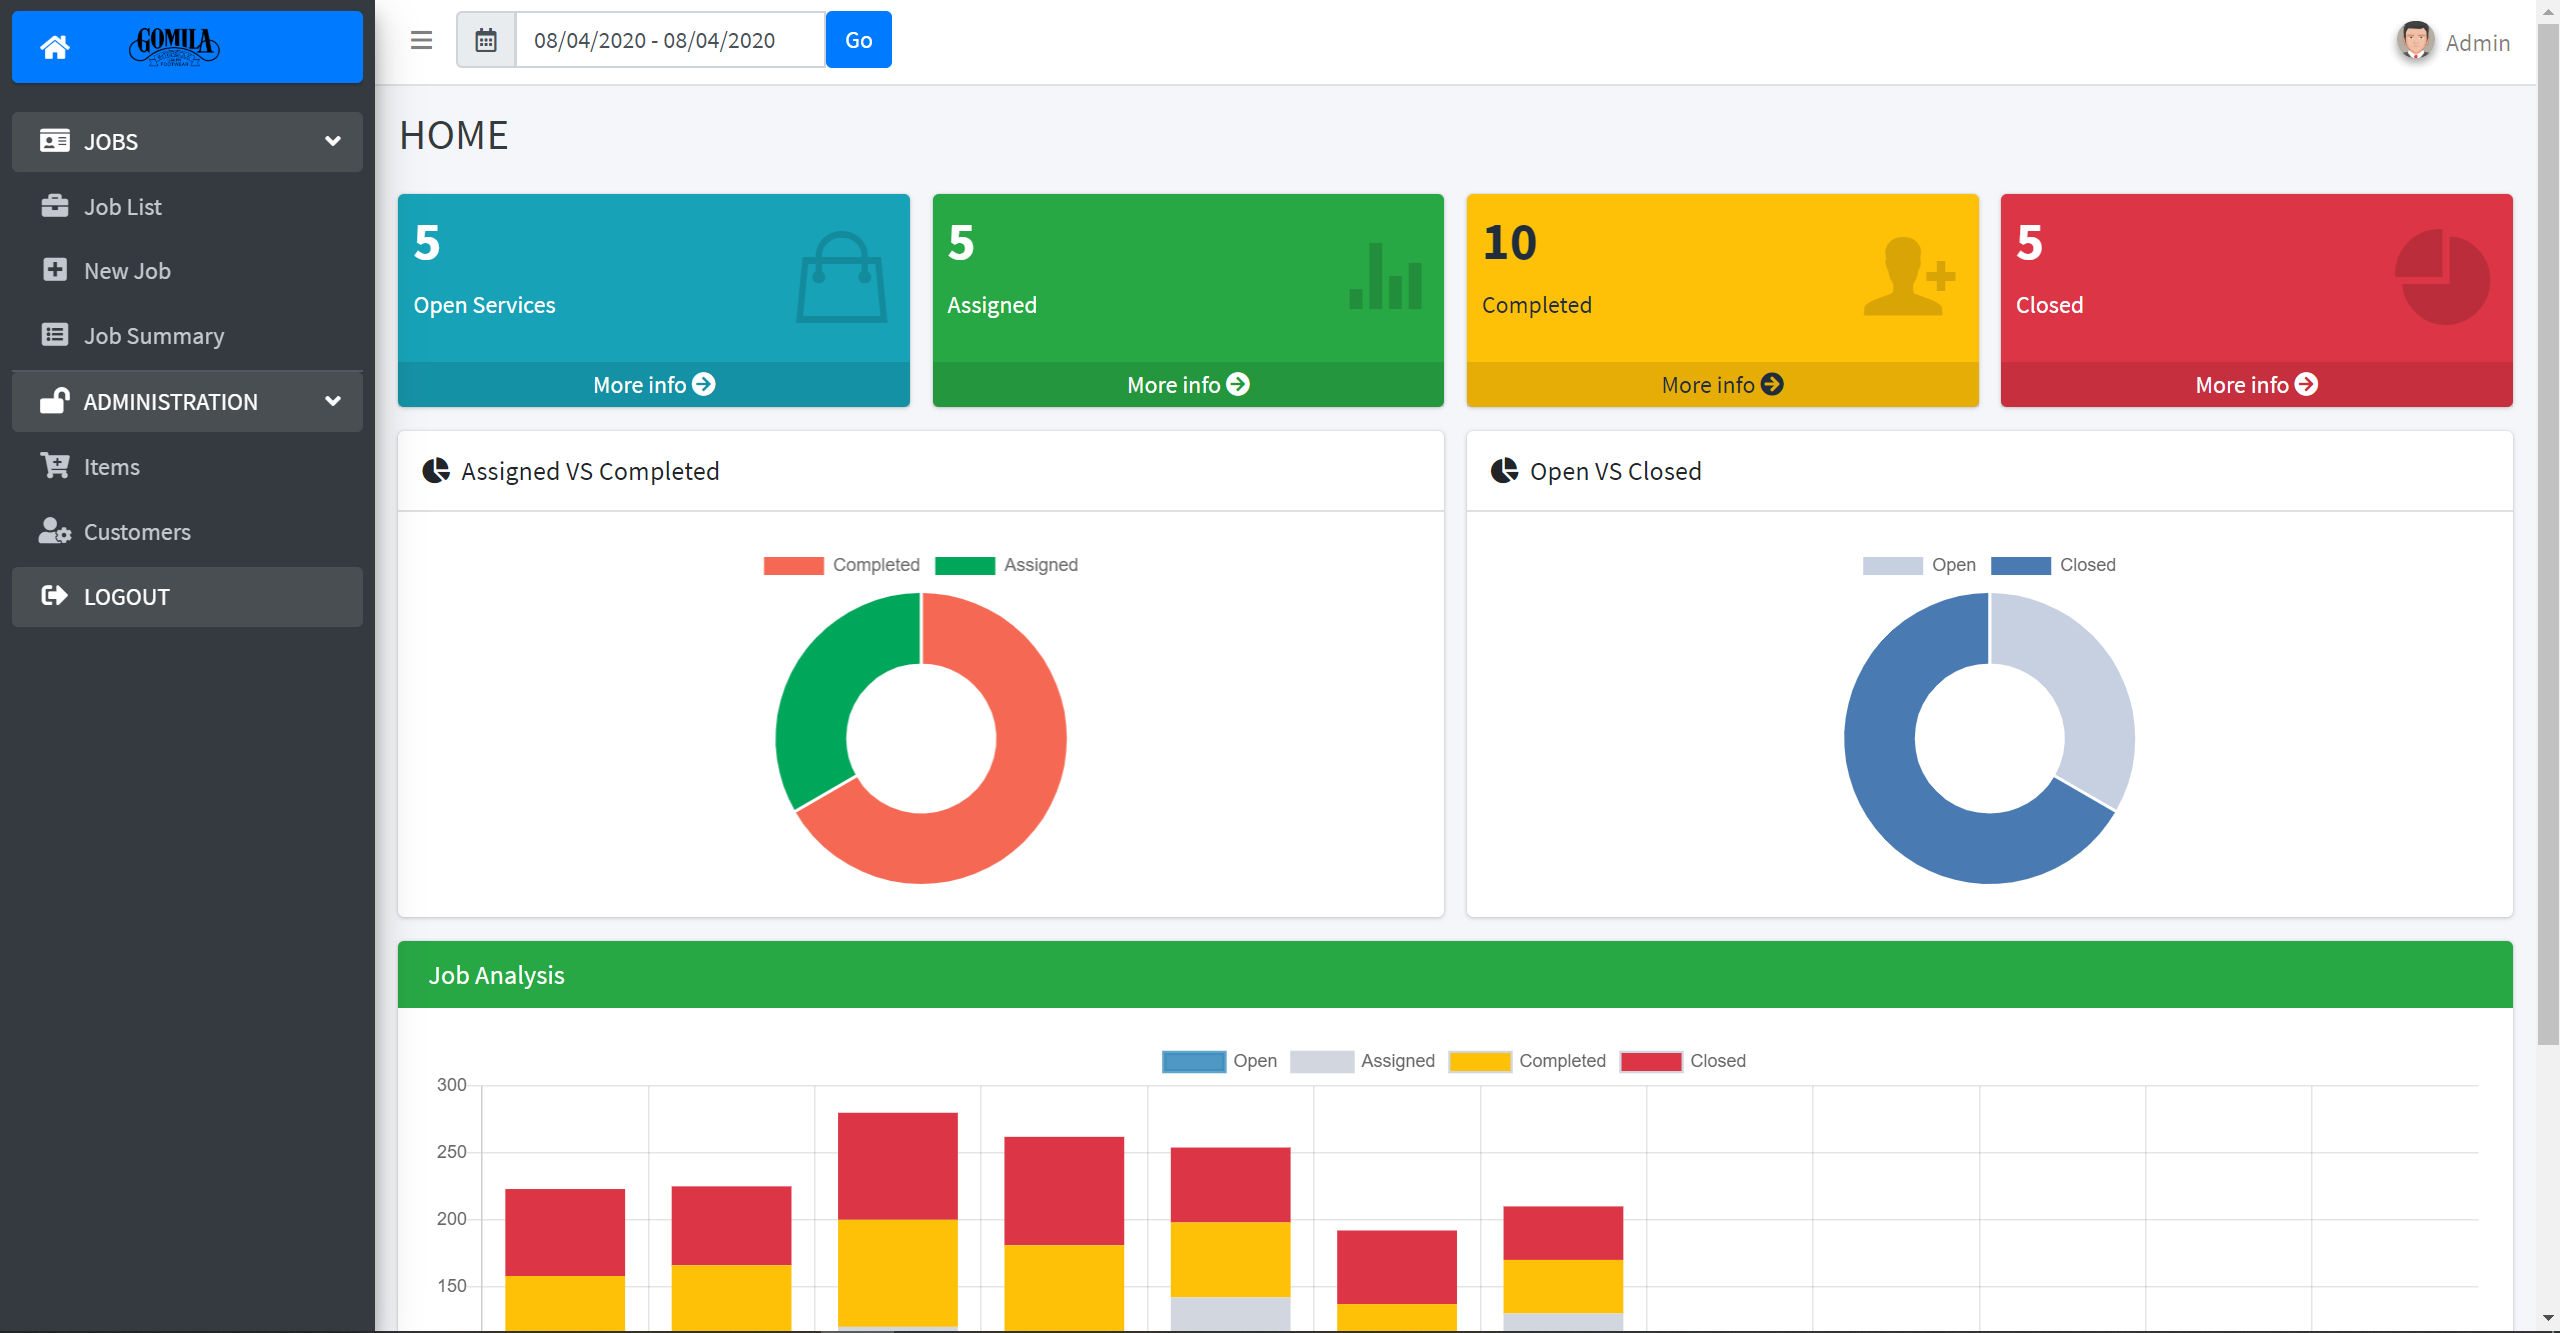 GOMILA
08/04/2020 - 08/04/2020
Go
Admin
JOBS
Job List
New Job
Job Summary
ADMINISTRATION
Items
Customers
LOGOUT
HOME
5
Open Services
More info
5
Assigned
More info
10
Completed
More info
5
Closed
More info
Assigned VS Completed
Completed Assigned
Open VS Closed
Open Closed
Job Analysis
Open Assigned Completed Closed
300
250
200
150